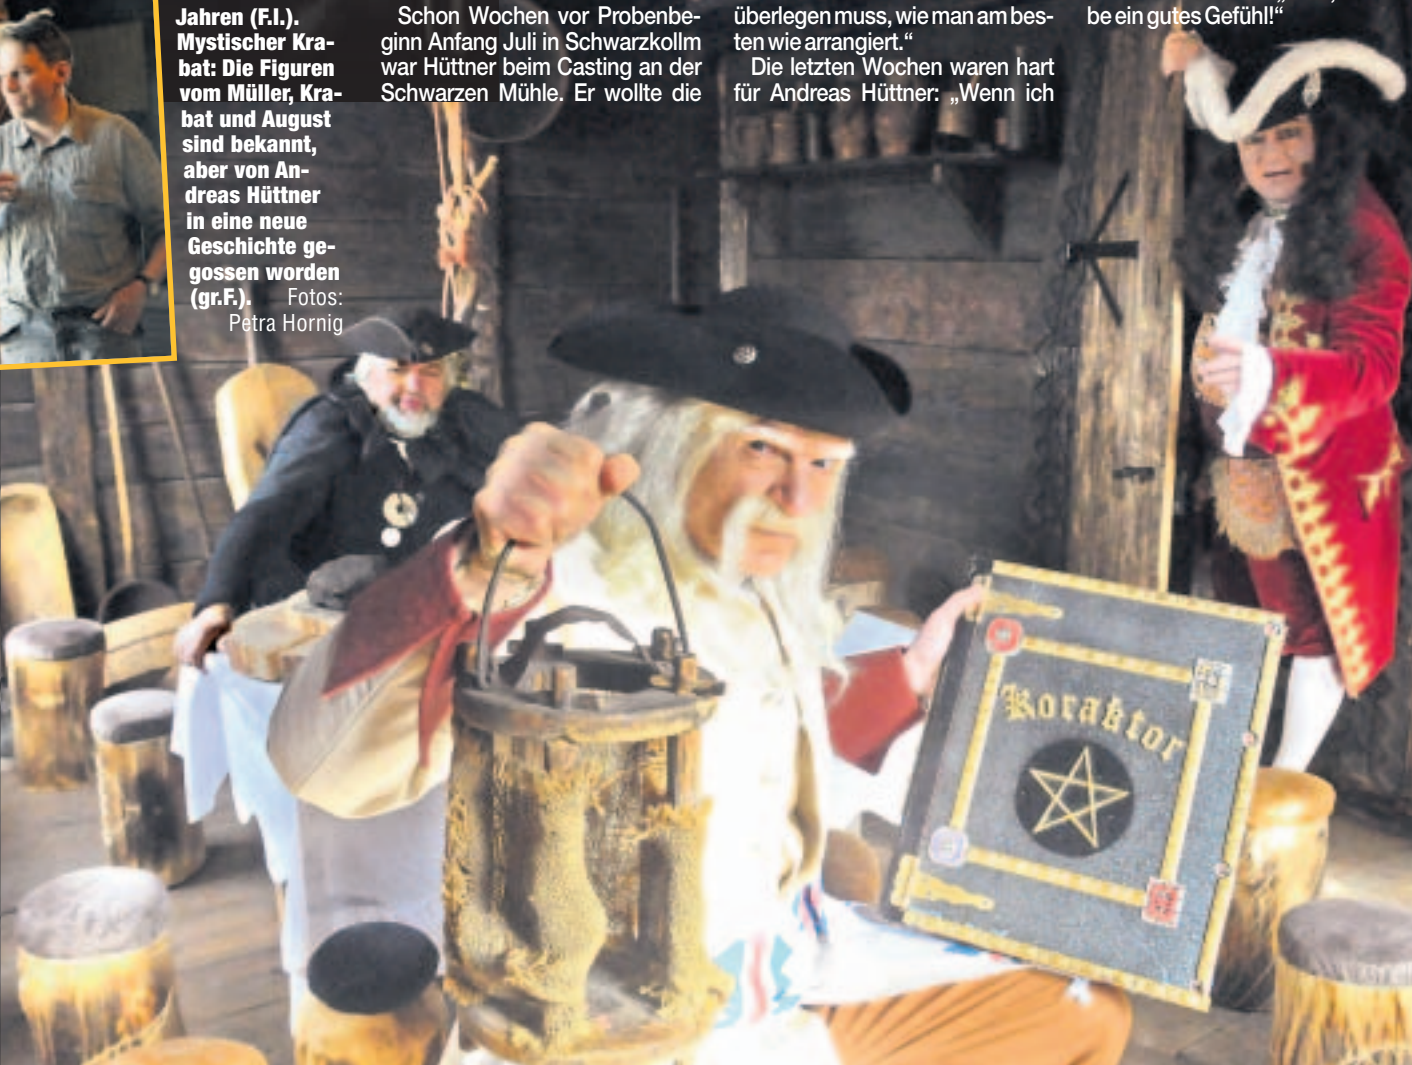 Jahren (F.l.).
Mystischer Kra-
bat: Die Figuren
vom Müller, Kra-
bat und August
sind bekannt,
aber von An-
dreas Hüttner
in eine neue
Geschichte ge-
gossen worden
(gr.F.). Fotos:
Petra Hornig
Schon Wochen vor Probenbe-
ginn Anfang Juli in Schwarzkollm
war Hüttner beim Casting an der
Schwarzen Mühle. Er wollte die
überlegen muss, wie man am bes-
ten wie arrangiert.“
Die letzten Wochen waren hart
für Andreas Hüttner: „Wenn ich
be ein gutes Gefühl!“
Koraktor